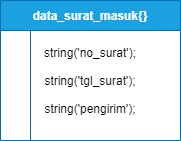 data_surat_masuk{}
string('no_surat');
string('tgl_surat');
string('pengirim');